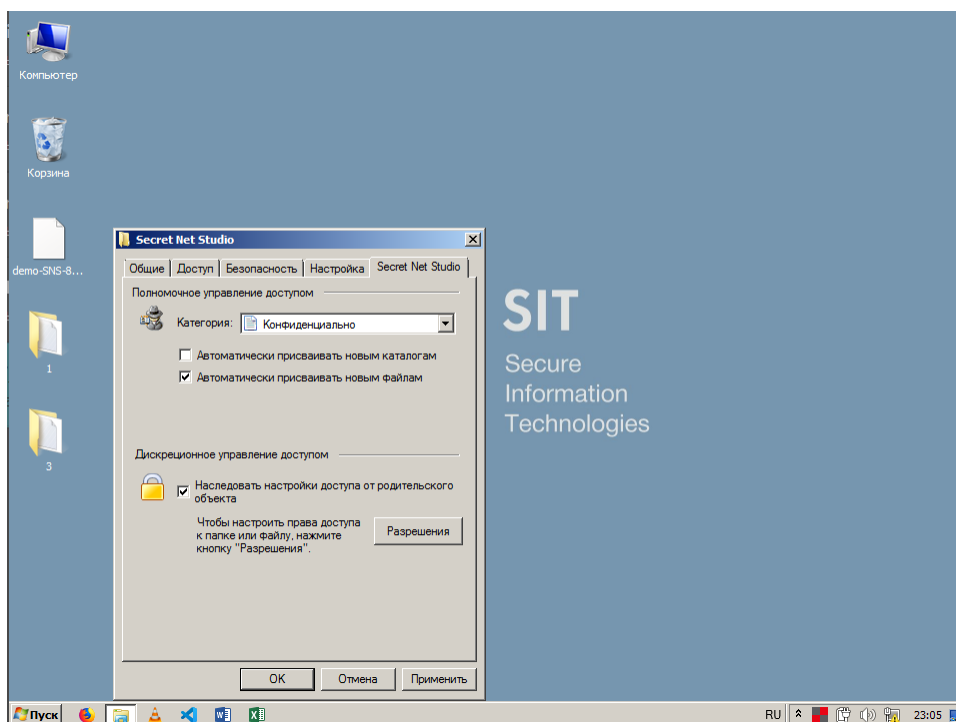 Компьютер
Корзина
demo-SNS-8...
1
3
Secret Net Studio
Общие
Доступ
Безопасность
Настройка
Secret Net Studio
Полномочное управление доступом
Категория:
Конфиденциально
Автоматически присваивать новым каталогам
Автоматически присваивать новым файлам
Дискреционное управление доступом
Наследовать настройки доступа от родительского
объекта
Чтобы настроить права доступа
к папке или файлу, нажмите
кнопку "Разрешения".
Разрешения
OK
Отмена
Применить
SIT
Secure
Information
Technologies
Пуск
RU
23:05